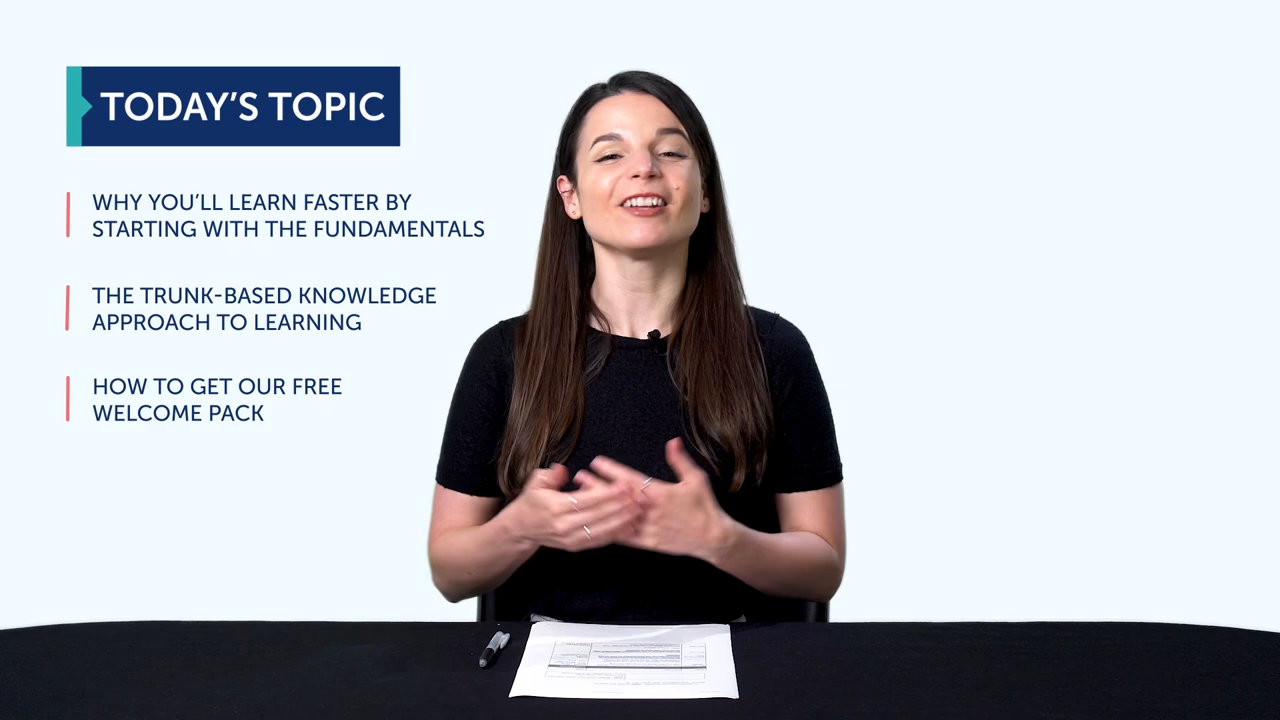 TODAY'S TOPIC
WHY YOU'LL LEARN FASTER BY
STARTING WITH THE FUNDAMENTALS
THE TRUNK-BASED KNOWLEDGE
APPROACH TO LEARNING
HOW TO GET OUR FREE
WELCOME PACK